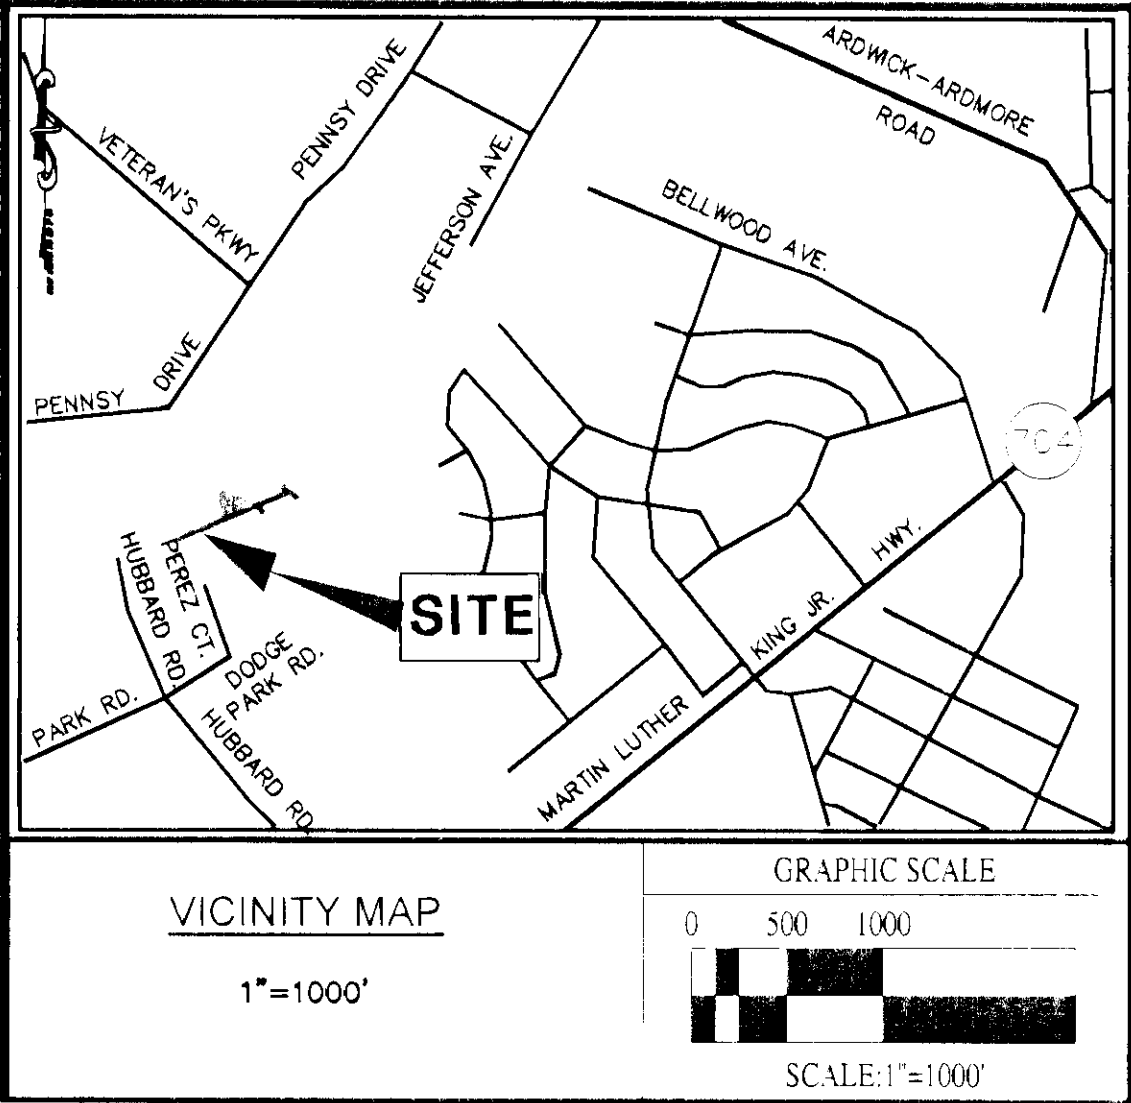 ARDWICK-ARDMORE
ROAD
PENNSY DRIVE
VETERAN'S PKWY
JEFFERSON AVE.
BELLWOOD AVE.
PENNSY
DRIVE
704
HUBBARD RD.
PEREZ CT.
SITE
DODGE
PARK RD.
PARK RD.
HUBBARD RD.
MARTIN LUTHER
KING JR.
HWY.
VICINITY MAP
1"=1000'
GRAPHIC SCALE
0 500 1000
SCALE:1"=1000'